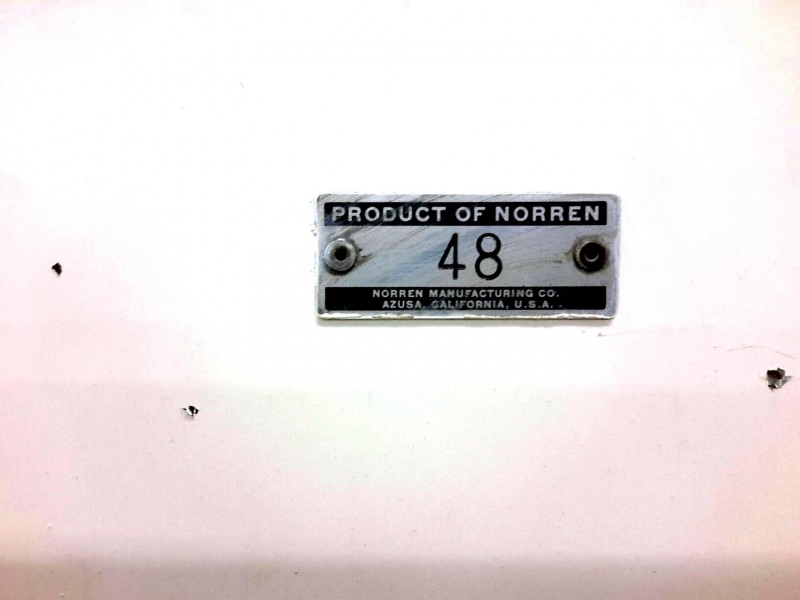 PRODUCT OF NORREN
48
NORREN MANUFACTURING CO.
AZUSA, CALIFORNIA, U.S.A.